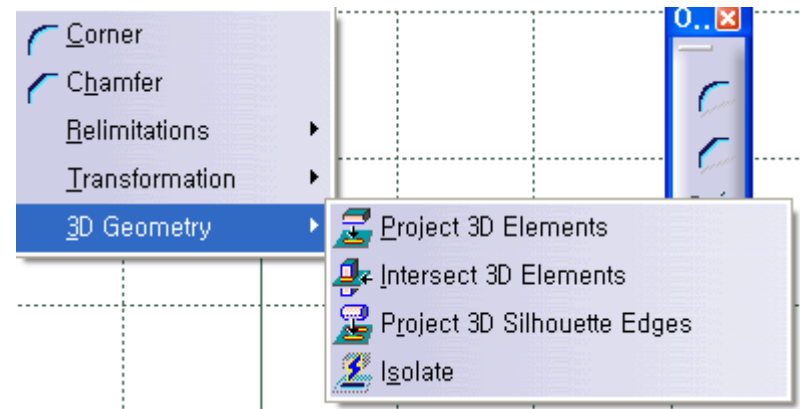 Corner
Chamfer
Relimitations
Transformation
3D Geometry
Project 3D Elements
Intersect 3D Elements
Project 3D Silhouette Edges
Isolate
O...